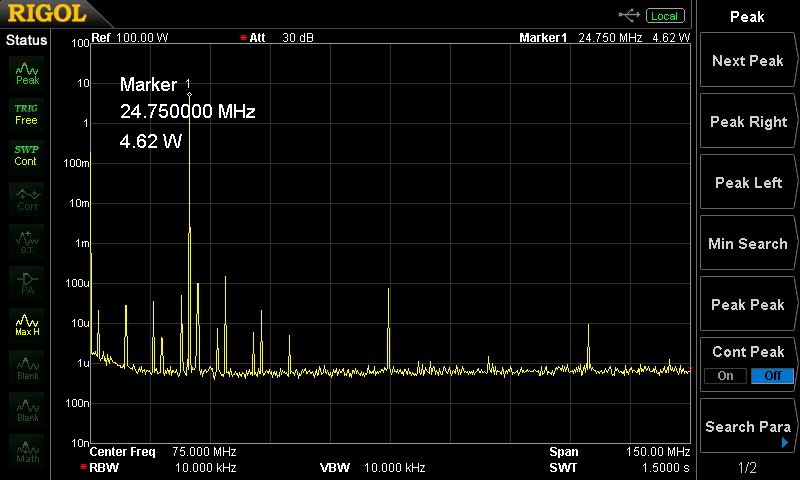 RIGOL
Local
Peak
Status
Ref 100.00 W
* Att 30 dB
Marker1 24.750 MHz 4.62 W
Peak
TRIG
Free
SWP
Cont
Corr
S.T.
PA
Max H
Blank
Blank
Math
100
10
1
100m
10m
1m
100u
10u
1u
100n
10n
Marker 1
24.750000 MHz
4.62 W
Center Freq 75.000 MHz
Span 150.00 MHz
* RBW 10.000 kHz
VBW 10.000 kHz
SWT 1.5000 s
Next Peak
Peak Right
Peak Left
Min Search
Peak Peak
Cont Peak
On Off
Search Para
1/2